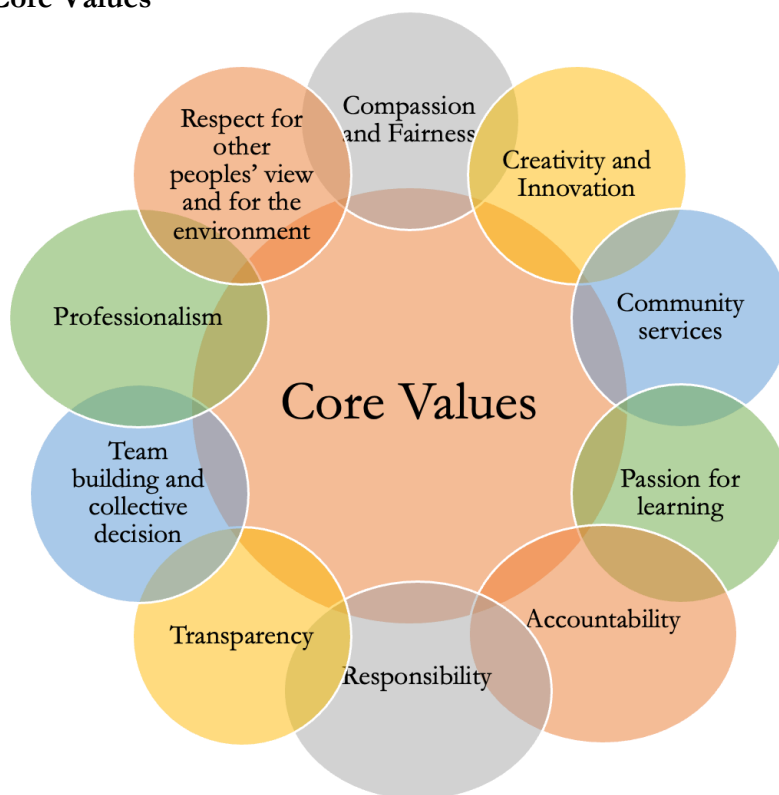 Core Values
Compassion
and Fairness
Creativity and
Innovation
Community
services
Passion for
learning
Accountability
Responsibility
Transparency
Team
building and
collective
decision
Professionalism
Respect for
other
peoples’ view
and for the
environment
Core Values